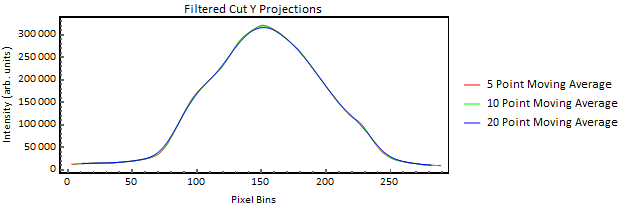 Filtered Cut Y Projections
Intensity (arb. units)
300 000
250 000
200 000
150 000
100 000
50 000
0
0 50 100 150 200 250
Pixel Bins
5 Point Moving Average
10 Point Moving Average
20 Point Moving Average